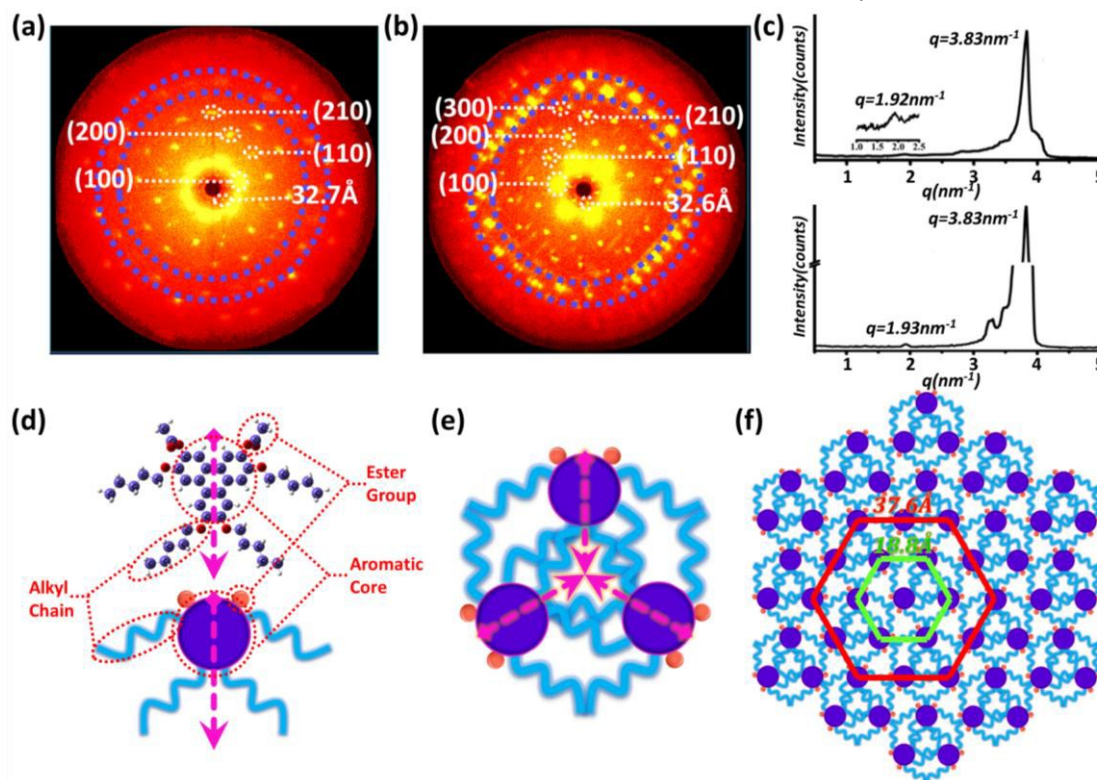 (a)
(210)
(200)
(110)
(100)
32.7Å
(b)
(300)
(210)
(200)
(110)
(100)
32.6Å
(c)
Intensity(counts)
q=3.83nm-1
q=1.92nm-1
1.0 1.5 2.0 2.5
1 2 3 4 5
q(nm-1)
Intensity(counts)
q=3.83nm-1
q=1.93nm-1
1 2 3 4 5
q(nm-1)
(d)
Ester
Group
Alkyl
Chain
Aromatic
Core
(e)
(f)
37.6Å
18.8Å